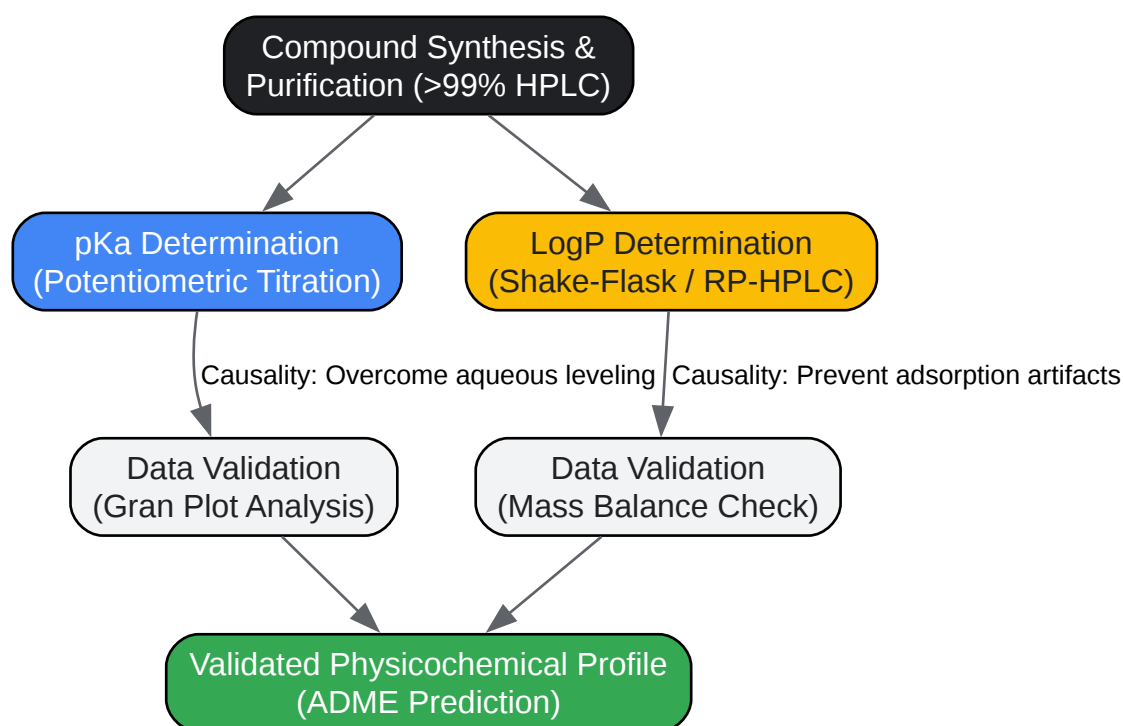 Compound Synthesis &
Purification (>99% HPLC)
pKa Determination
(Potentiometric Titration)
LogP Determination
(Shake-Flask / RP-HPLC)
Causality: Overcome aqueous leveling
Causality: Prevent adsorption artifacts
Data Validation
(Gran Plot Analysis)
Data Validation
(Mass Balance Check)
Validated Physicochemical Profile
(ADME Prediction)